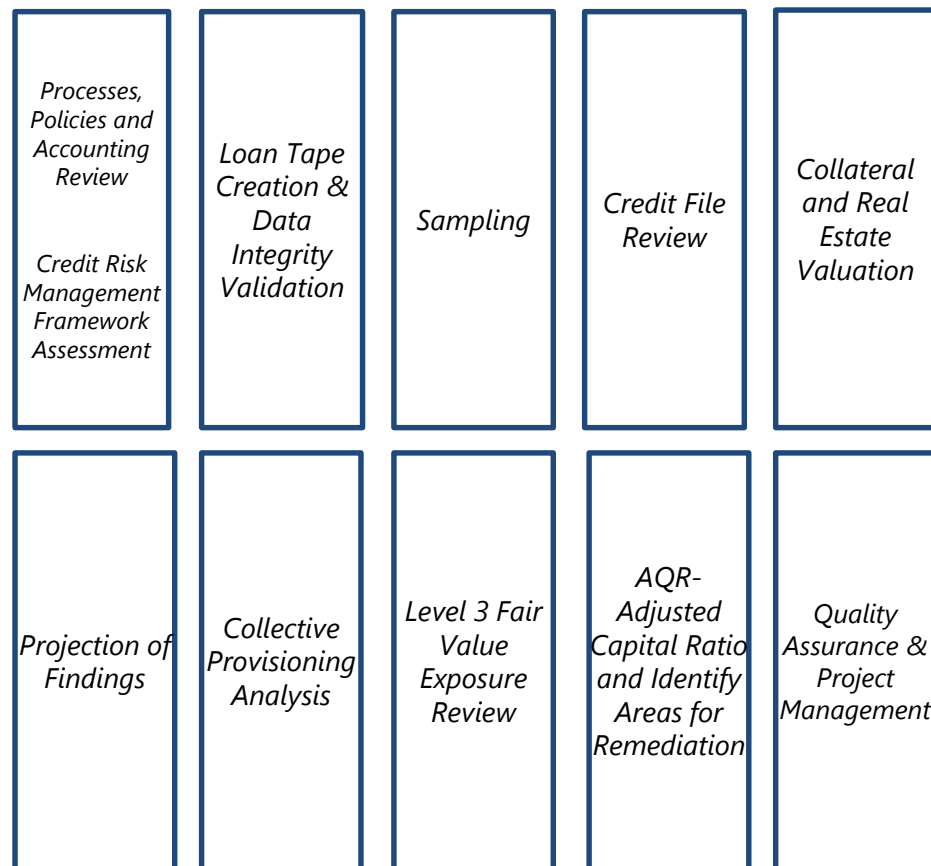 Processes,
Policies and
Accounting
Review
Credit Risk
Management
Framework
Assessment
Loan Tape
Creation &
Data
Integrity
Validation
Sampling
Credit File
Review
Collateral
and Real
Estate
Valuation
Projection of
Findings
Collective
Provisioning
Analysis
Level 3 Fair
Value
Exposure
Review
AQR-
Adjusted
Capital Ratio
and Identify
Areas for
Remediation
Quality
Assurance &
Project
Management